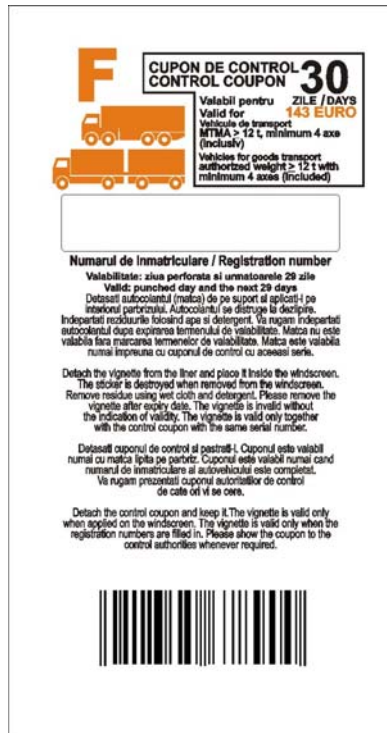 F
CUPON DE CONTROL
CONTROL COUPON
30
ZILE / DAYS
Valabil pentru
Valid for
143 EURO
Vehicule de transport
MTMA > 12 t, minimum 4 axe
(inclusiv)
Vehicles for goods transport
authorized weight ≥ 12 t with
minimum 4 axes (included)
Numarul de inmatriculare / Registration number
Valabilitate: ziua perforata si urmatoarele 29 zile
Valid: punched day and the next 29 days
Detasati autocolantul (matca) de pe suport si aplicati-l pe
interiorul parbrizului. Autocolantul se distruge la dezlipire.
Indepartati reziduurile folosind apa si detergent. Va rugam indepartati
autocolantul dupa expirarea termenului de valabilitate. Matca nu este
valabila fara marcarea termenelor de valabilitate. Matca este valabila
numai impreuna cu cuponul de control cu aceeasi serie.
Detach the vignette from the liner and place it inside the windscreen.
The sticker is destroyed when removed from the windscreen.
Remove residue using wet cloth and detergent. Please remove the
vignette after expiry date. The vignette is invalid without
the indication of validity. The vignette is valid only together
with the control coupon with the same serial number.
Detasati cuponul de control si pastrati-l. Cuponul este valabil
numai cu matca lipita pe parbriz. Cuponul este valabil numai cand
numarul de inmatriculare al autovehicului este completat.
Va rugam prezentati cuponul autoritatilor de control
de cate ori vi se cere.
Detach the control coupon and keep it.The vignette is valid only
when applied on the windscreen. The vignette is valid only when the
registration numbers are filled in. Please show the coupon to the
control authorities whenever required.